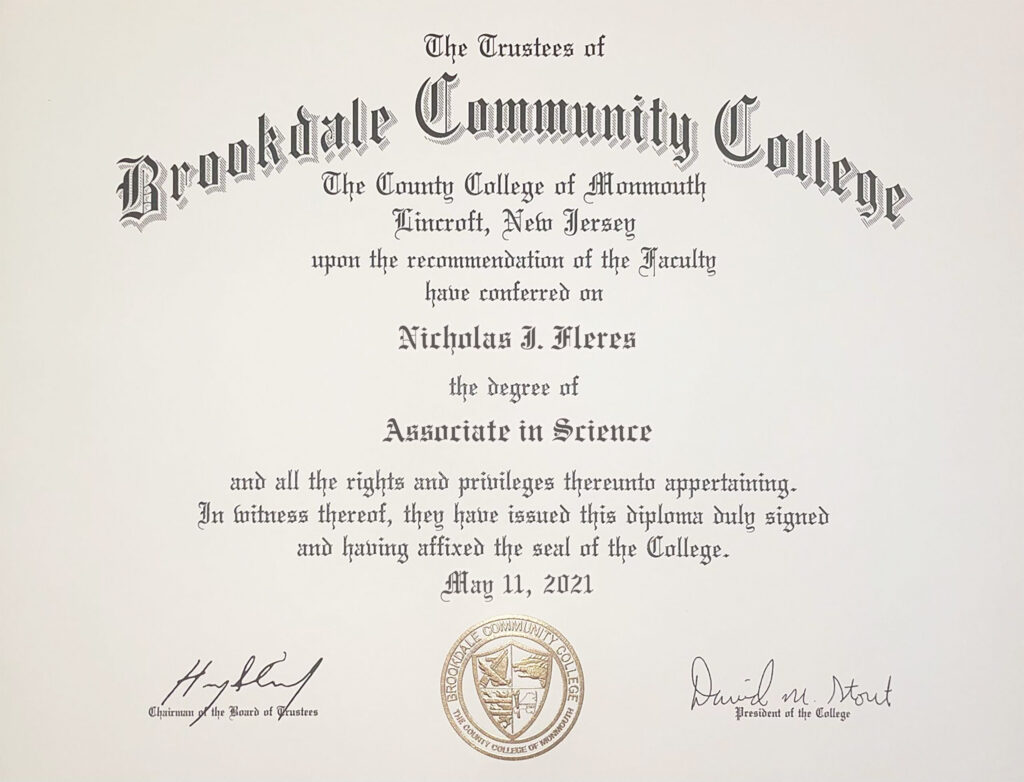 The Trustees of
Brookdale Community College
The County College of Monmouth
Lincroft, New Jersey
upon the recommendation of the Faculty
have conferred on
Nicholas J. Fleres
the degree of
Associate in Science
and all the rights and privileges thereunto appertaining.
In witness thereof, they have issued this diploma duly signed
and having affixed the seal of the College.
May 11, 2021
BROOKDALE COMMUNITY COLLEGE
THE COUNTY COLLEGE OF MONMOUTH
Chairman of the Board of Trustees
David M. Stout
President of the College